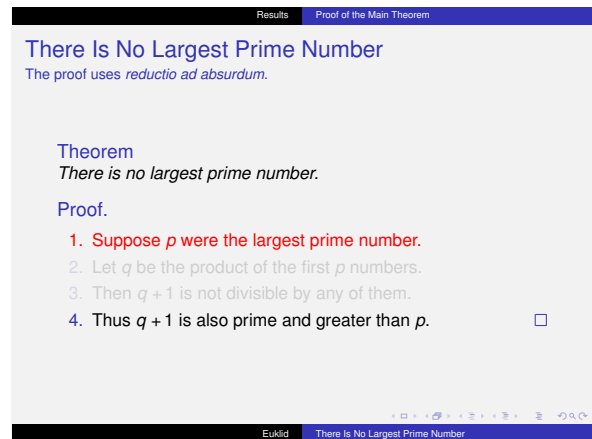 Results Proof of the Main Theorem
There Is No Largest Prime Number
The proof uses reductio ad absurdum.
Theorem
There is no largest prime number.
Proof.
1. Suppose p were the largest prime number.
2. Let q be the product of the first p numbers.
3. Then q + 1 is not divisible by any of them.
4. Thus q + 1 is also prime and greater than p.
Euklid There Is No Largest Prime Number